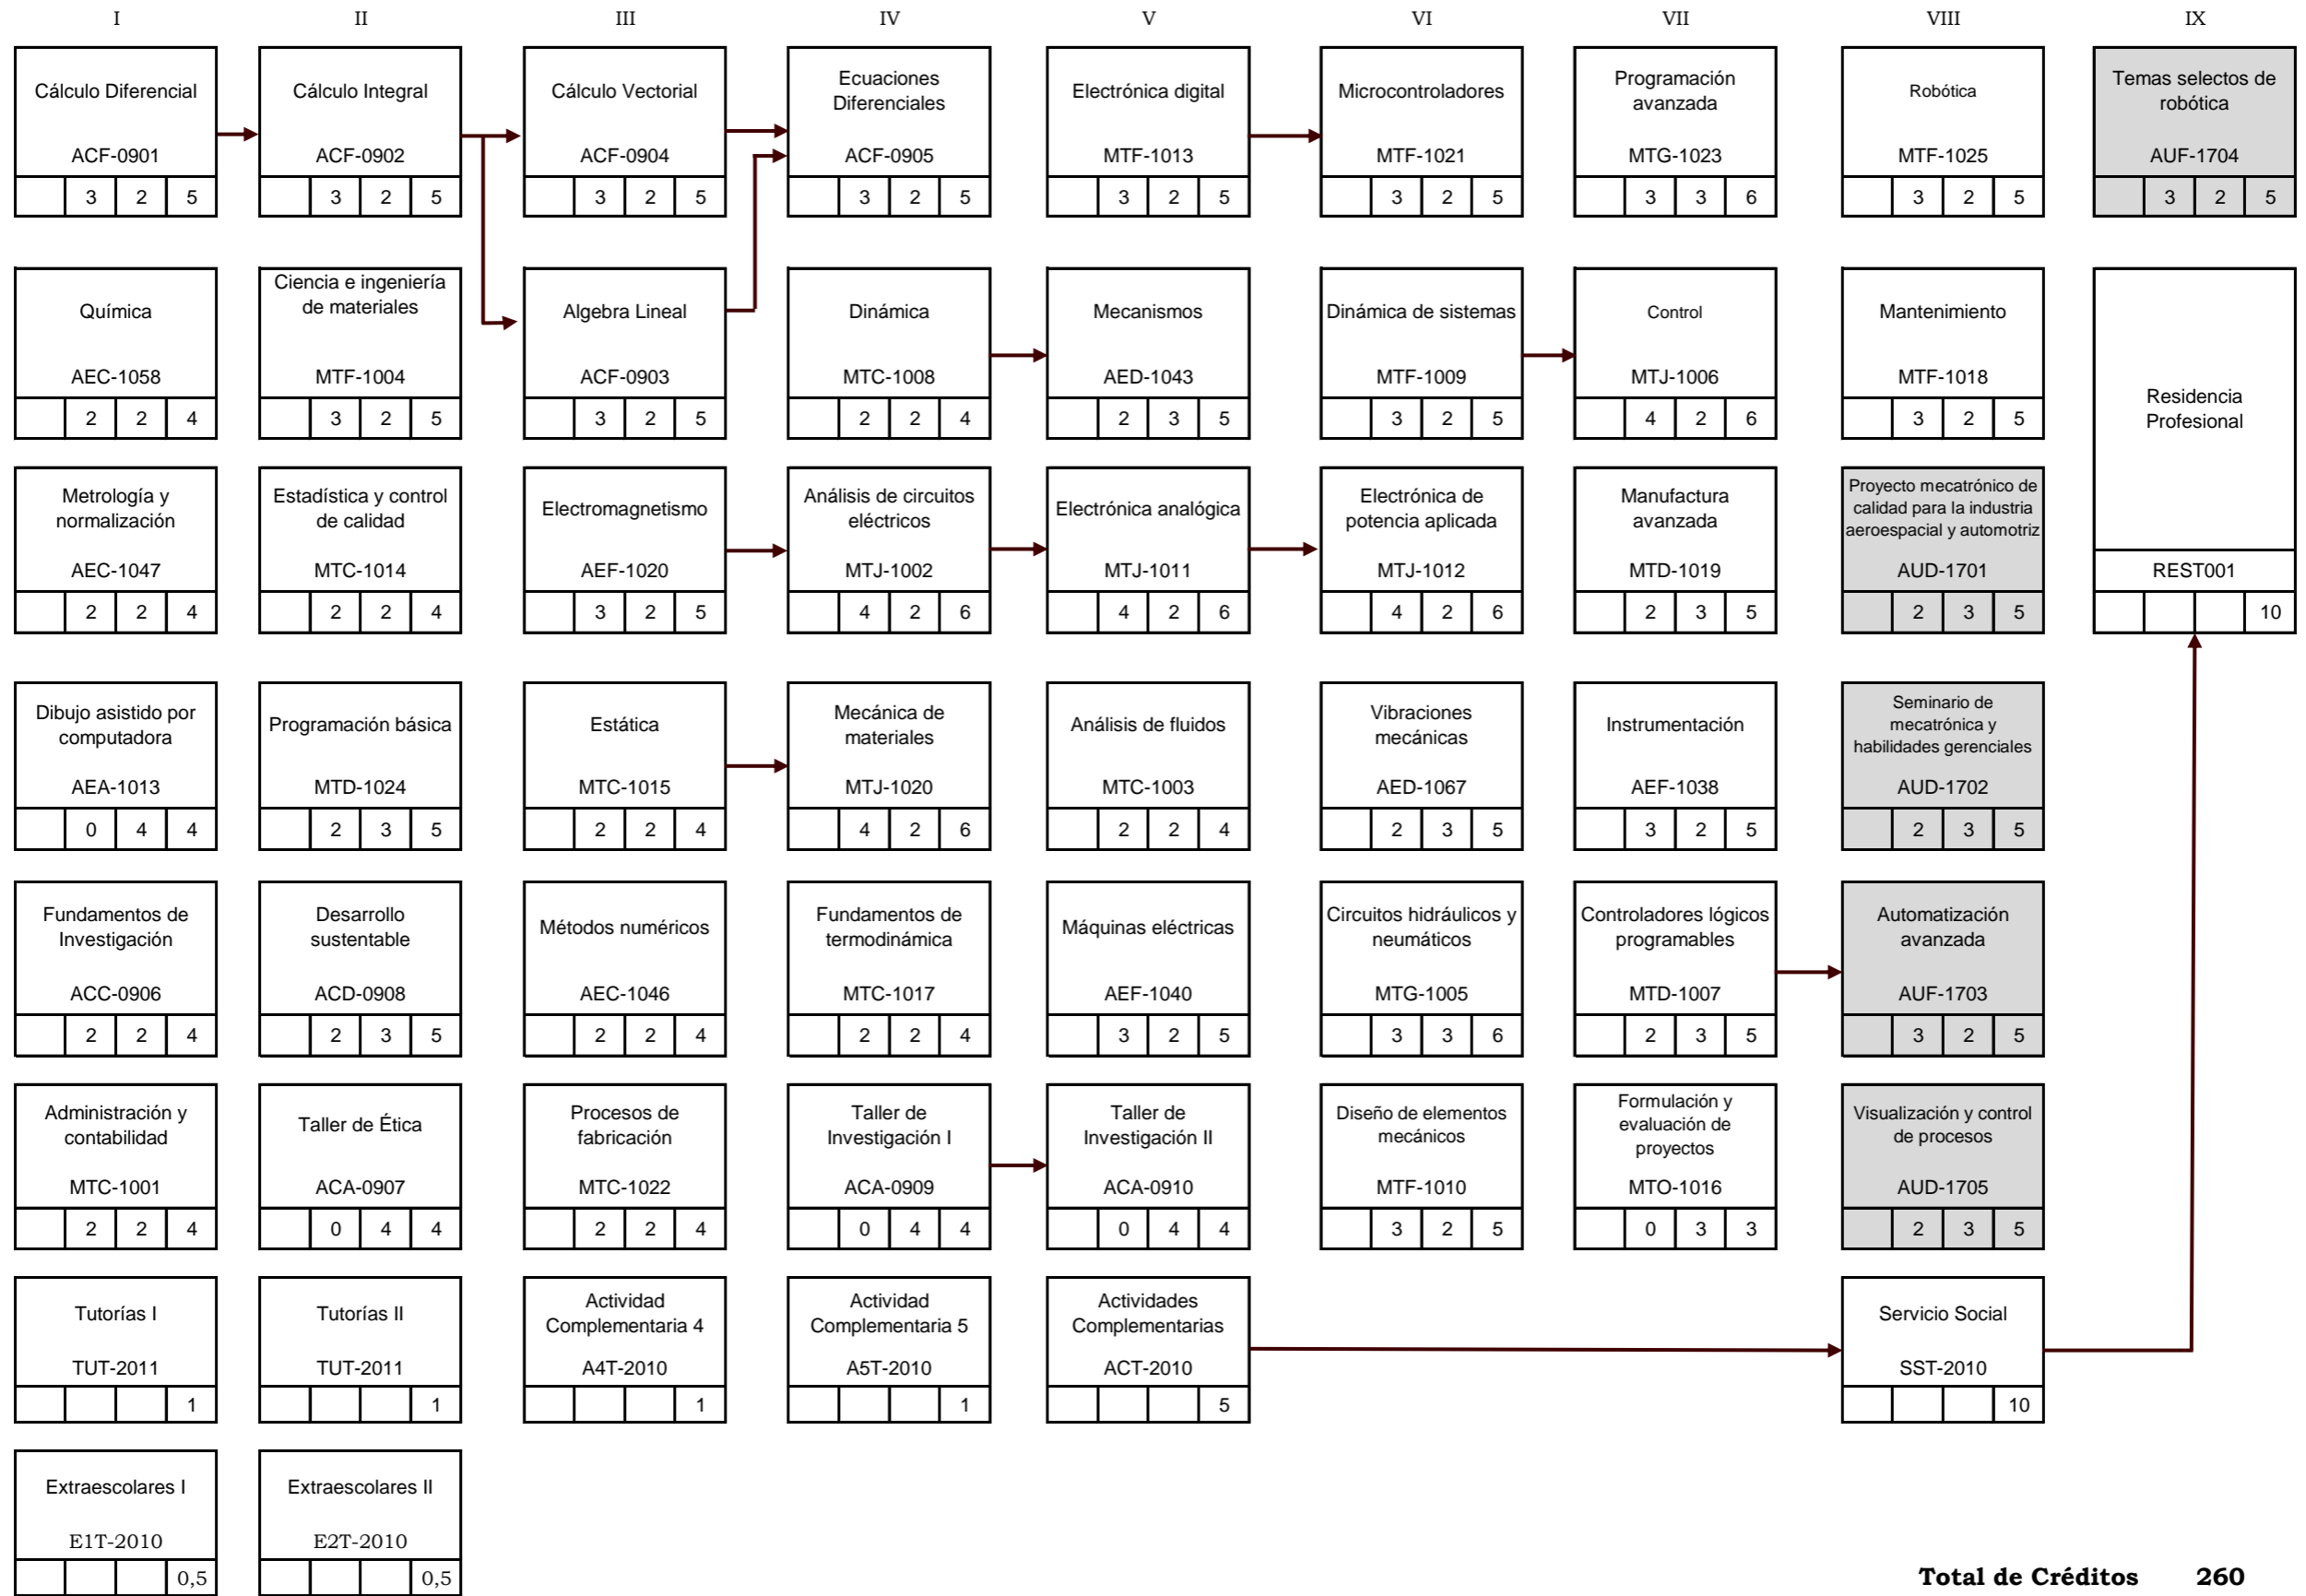 I II III IV V VI VII VIII IX
Cálculo Diferencial
ACF-0901
3 2 5
Cálculo Integral
ACF-0902
3 2 5
Cálculo Vectorial
ACF-0904
3 2 5
Ecuaciones
Diferenciales
ACF-0905
3 2 5
Electrónica digital
MTF-1013
3 2 5
Microcontroladores
MTF-1021
3 2 5
Programación
avanzada
MTG-1023
3 3 6
Robótica
MTF-1025
3 2 5
Temas selectos de
robótica
AUF-1704
3 2 5
Química
AEC-1058
2 2 4
Ciencia e ingeniería
de materiales
MTF-1004
3 2 5
Algebra Lineal
ACF-0903
3 2 5
Dinámica
MTC-1008
2 2 4
Mecanismos
AED-1043
2 3 5
Dinámica de sistemas
MTF-1009
3 2 5
Control
MTJ-1006
4 2 6
Mantenimiento
MTF-1018
3 2 5
Residencia
Profesional
REST001
10
Metrología y
normalización
AEC-1047
2 2 4
Estadística y control
de calidad
MTC-1014
2 2 4
Electromagnetismo
AEF-1020
3 2 5
Análisis de circuitos
eléctricos
MTJ-1002
4 2 6
Electrónica analógica
MTJ-1011
4 2 6
Electrónica de
potencia aplicada
MTJ-1012
4 2 6
Manufactura
avanzada
MTD-1019
2 3 5
Proyecto mecatrónico de
calidad para la industria
aeroespacial y automotriz
AUD-1701
2 3 5
Dibujo asistido por
computadora
AEA-1013
0 4 4
Programación básica
MTD-1024
2 3 5
Estática
MTC-1015
2 2 4
Mecánica de
materiales
MTJ-1020
4 2 6
Análisis de fluidos
MTC-1003
2 2 4
Vibraciones
mecánicas
AED-1067
2 3 5
Instrumentación
AEF-1038
3 2 5
Seminario de
mecatrónica y
habilidades gerenciales
AUD-1702
2 3 5
Fundamentos de
Investigación
ACC-0906
2 2 4
Desarrollo
sustentable
ACD-0908
2 3 5
Métodos numéricos
AEC-1046
2 2 4
Fundamentos de
termodinámica
MTC-1017
2 2 4
Máquinas eléctricas
AEF-1040
3 2 5
Circuitos hidráulicos y
neumáticos
MTG-1005
3 3 6
Controladores lógicos
programables
MTD-1007
2 3 5
Automatización
avanzada
AUF-1703
3 2 5
Administración y
contabilidad
MTC-1001
2 2 4
Taller de Ética
ACA-0907
0 4 4
Procesos de
fabricación
MTC-1022
2 2 4
Taller de
Investigación I
ACA-0909
0 4 4
Taller de
Investigación II
ACA-0910
0 4 4
Diseño de elementos
mecánicos
MTF-1010
3 2 5
Formulación y
evaluación de
proyectos
MTO-1016
0 3 3
Visualización y control
de procesos
AUD-1705
2 3 5
Tutorías I
TUT-2011
1
Tutorías II
TUT-2011
1
Actividad
Complementaria 4
A4T-2010
1
Actividad
Complementaria 5
A5T-2010
1
Actividades
Complementarias
ACT-2010
5
Servicio Social
SST-2010
10
Extraescolares I
E1T-2010
0,5
Extraescolares II
E2T-2010
0,5
Total de Créditos 260